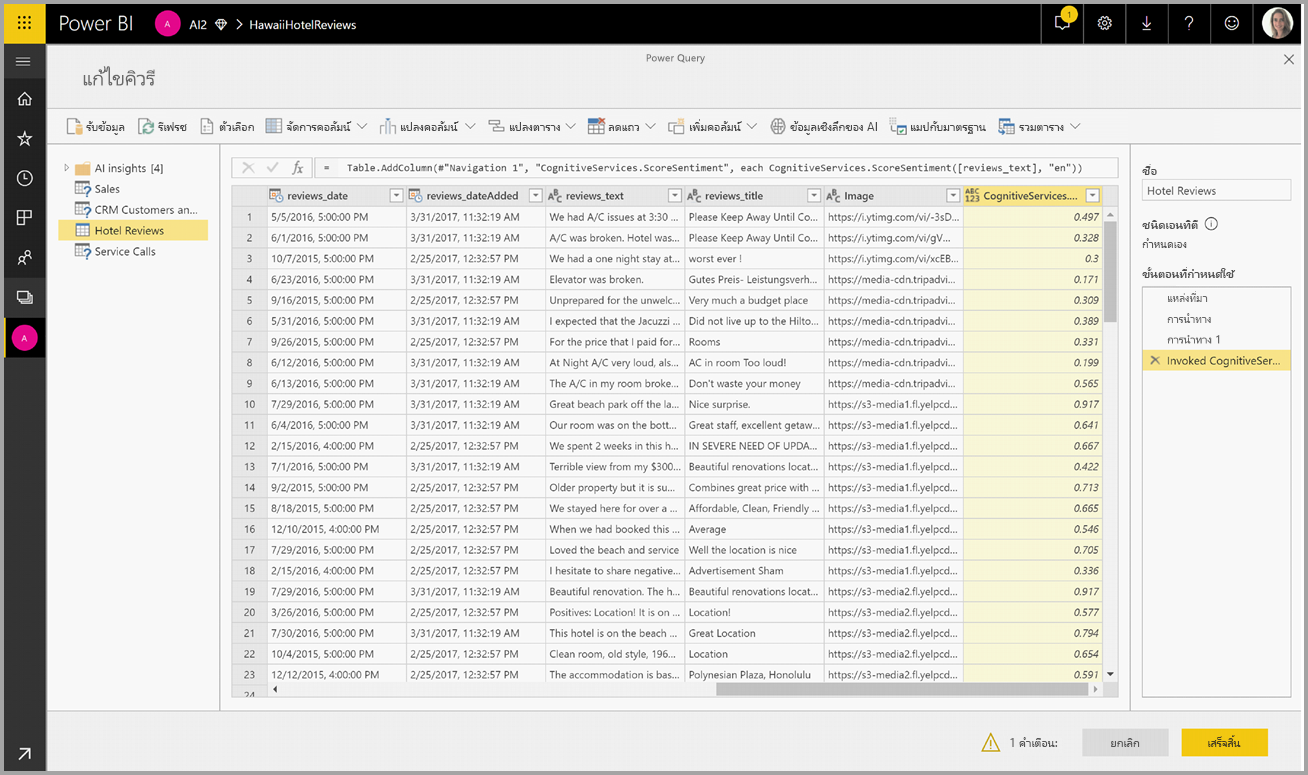 Power BI A AI2 > HawaiiHotelReviews 1 ?
Power Query
แก้ไขคิวรี
รับข้อมูล รีเฟรช ตัวเลือก จัดการคอลัมน์ แปลงคอลัมน์ แปลงตาราง ลดแถว เพิ่มคอลัมน์ ข้อมูลเชิงลึกของ AI แมปกับมาตรฐาน รวมตาราง
AI insights [4]
Sales
CRM Customers an...
Hotel Reviews
Service Calls
A
fx = Table.AddColumn(#"Navigation 1", "CognitiveServices.ScoreSentiment", each CognitiveServices.ScoreSentiment([reviews_text], "en"))
reviews_date reviews_dateAdded reviews_text reviews_title Image CognitiveServices....
1 5/5/2016, 5:00:00 PM 3/31/2017, 11:32:19 AM We had A/C issues at 3:30 ... Please Keep Away Until Co... https://i.ytimg.com/vi/-3sD... 0.497
2 6/1/2016, 5:00:00 PM 3/31/2017, 11:32:19 AM A/C was broken. Hotel was... Please Keep Away Until Co... https://i.ytimg.com/vi/gV... 0.328
3 10/7/2015, 5:00:00 PM 2/25/2017, 12:32:57 PM We had a one night stay at... worst ever ! https://i.ytimg.com/vi/xcEB... 0.3
4 6/23/2016, 5:00:00 PM 3/31/2017, 11:32:19 AM Elevator was broken. Gutes Preis- Leistungsverh... https://media-cdn.tripadvi... 0.171
5 9/16/2015, 5:00:00 PM 2/25/2017, 12:32:57 PM Unprepared for the unwelc... Very much a budget place https://media-cdn.tripadvi... 0.309
6 5/31/2016, 5:00:00 PM 3/31/2017, 11:32:19 AM I expected that the Jacuzzi ... Did not live up to the Hilto... https://media-cdn.tripadvi... 0.389
7 9/26/2015, 5:00:00 PM 2/25/2017, 12:32:57 PM For the price that I paid for... Rooms https://media-cdn.tripadvi... 0.331
8 6/12/2016, 5:00:00 PM 3/31/2017, 11:32:19 AM At Night A/C very loud, als... AC in room Too loud! https://media-cdn.tripadvi... 0.199
9 6/13/2016, 5:00:00 PM 3/31/2017, 11:32:19 AM The A/C in my room broke... Don't waste your money https://media-cdn.tripadvi... 0.565
10 7/29/2016, 5:00:00 PM 3/31/2017, 11:32:19 AM Great beach park off the la... Nice surprise. https://s3-media1.fl.yelpcd... 0.917
11 6/4/2016, 5:00:00 PM 3/31/2017, 11:32:19 AM Our room was on the bott... Great staff, excellent getaw... https://s3-media1.fl.yelpcd... 0.641
12 2/15/2016, 4:00:00 PM 2/25/2017, 12:32:57 PM We spent 2 weeks in this h... IN SEVERE NEED OF UPDA... https://s3-media1.fl.yelpcd... 0.667
13 7/1/2016, 5:00:00 PM 3/31/2017, 11:32:19 AM Terrible view from my $300... Beautiful renovations locat... https://s3-media1.fl.yelpcd... 0.422
14 9/2/2015, 5:00:00 PM 2/25/2017, 12:32:57 PM Older property but it is su... Combines great price with ... https://s3-media1.fl.yelpcd... 0.713
15 8/18/2015, 5:00:00 PM 2/25/2017, 12:32:57 PM We stayed here for over a ... Affordable, Clean, Friendly ... https://s3-media1.fl.yelpcd... 0.665
16 12/10/2015, 4:00:00 PM 2/25/2017, 12:32:57 PM When we had booked this ... Average https://s3-media1.fl.yelpcd... 0.546
17 7/29/2016, 5:00:00 PM 2/25/2017, 12:32:57 PM Loved the beach and service Well the location is nice https://s3-media1.fl.yelpcd... 0.705
18 2/15/2016, 4:00:00 PM 2/25/2017, 12:32:57 PM I hesitate to share negative... Advertisement Sham https://s3-media1.fl.yelpcd... 0.336
19 7/29/2016, 5:00:00 PM 3/31/2017, 11:32:19 AM Beautiful renovation. The h... Beautiful renovations locat... https://s3-media2.fl.yelpcd... 0.917
20 3/26/2016, 5:00:00 PM 2/25/2017, 12:32:57 PM Positives: Location! It is on ... Location! https://s3-media2.fl.yelpcd... 0.577
21 7/30/2016, 5:00:00 PM 3/31/2017, 11:32:19 AM This hotel is on the beach ... Great Location https://s3-media2.fl.yelpcd... 0.794
22 10/4/2015, 5:00:00 PM 2/25/2017, 12:32:57 PM Clean room, old style, 196... Location https://s3-media2.fl.yelpcd... 0.654
23 12/12/2015, 4:00:00 PM 2/25/2017, 12:32:57 PM The accommodation is bas... Polynesian Plaza, Honolulu https://s3-media2.fl.yelpcd... 0.591
24
ชื่อ
Hotel Reviews
ชนิดเอนทิตี
กำหนดเอง
ขั้นตอนที่กำหนดใช้
แหล่งที่มา
การนำทาง
การนำทาง 1
Invoked CognitiveSer...
1 คำเตือน: ยกเลิก เสร็จสิ้น